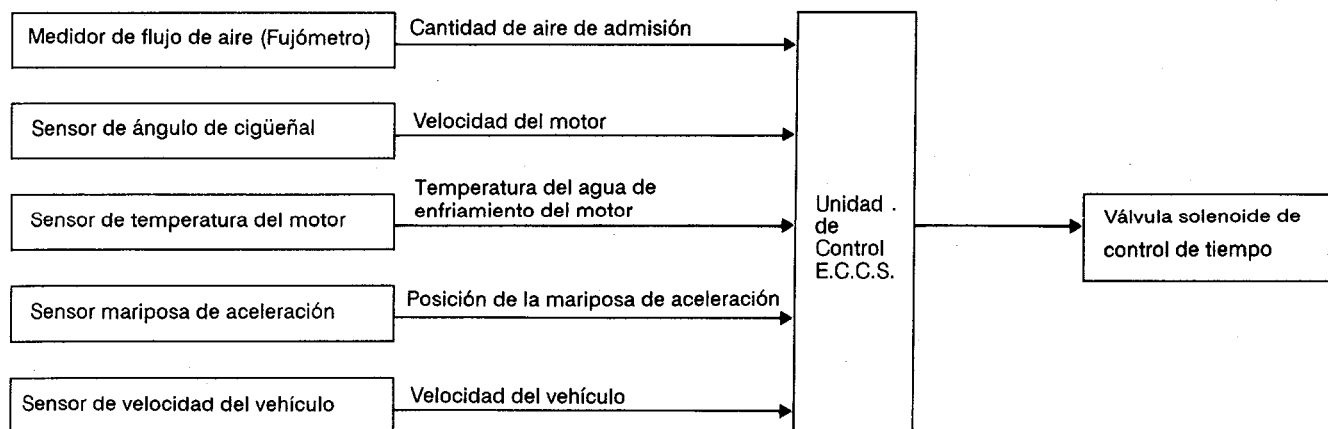 Medidor de flujo de aire (Fujómetro)
Cantidad de aire de admisión
Sensor de ángulo de cigüeñal
Velocidad del motor
Sensor de temperatura del motor
Temperatura del agua de
enfriamiento del motor
Sensor mariposa de aceleración
Posición de la mariposa de aceleración
Sensor de velocidad del vehículo
Velocidad del vehículo
Unidad
de
Control
E.C.C.S.
Válvula solenoide de
control de tiempo